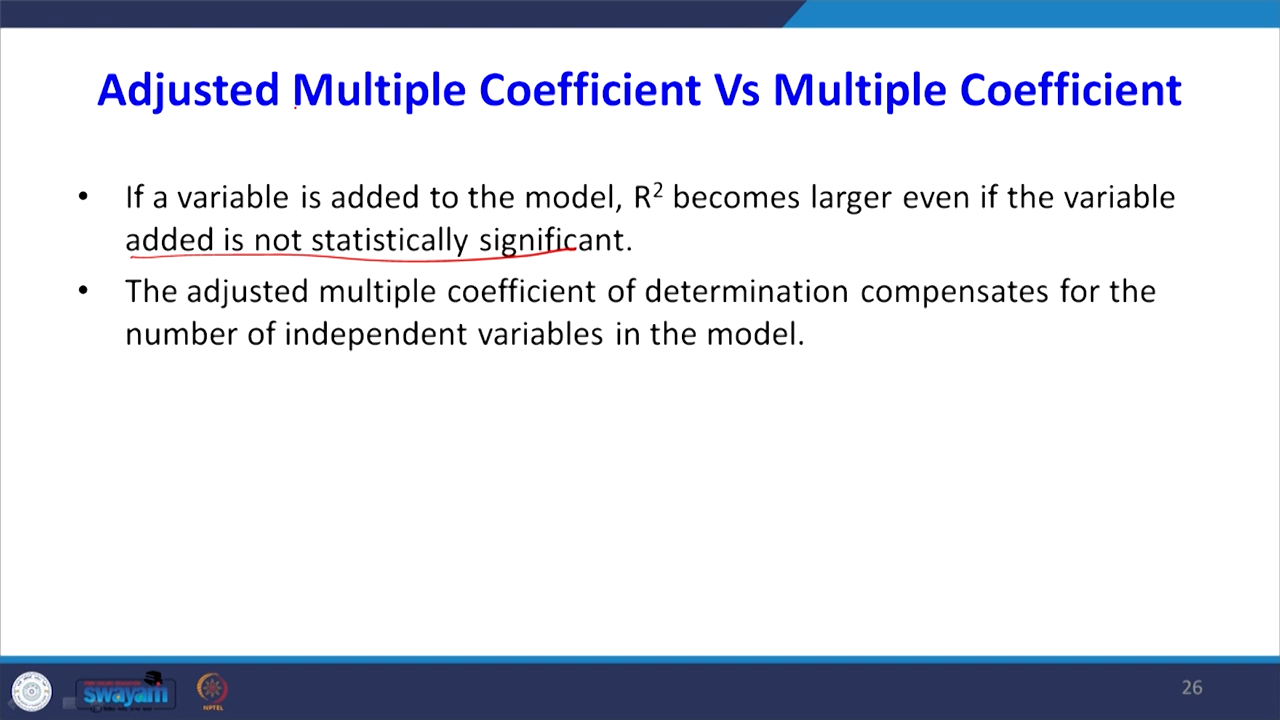 Adjusted Multiple Coefficient Vs Multiple Coefficient
• If a variable is added to the model, R² becomes larger even if the variable
added is not statistically significant.
• The adjusted multiple coefficient of determination compensates for the
number of independent variables in the model.
swayam
NPTEL
26